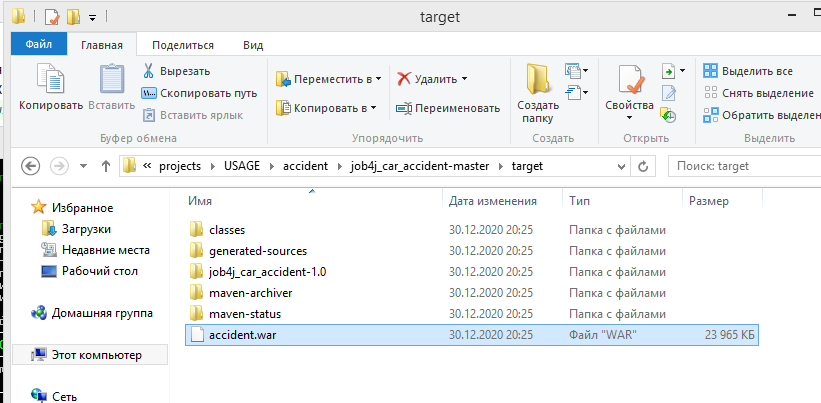 target
Файл Главная Поделиться Вид
Копировать Вставить Вырезать Скопировать путь Вставить ярлык
Буфер обмена
Переместить в Удалить
Копировать в Переименовать
Упорядочить
Создать папку
Создать
Свойства
Открыть
Выделить все
Снять выделение
Обратить выделен
Выделить
« projects USAGE accident job4j_car_accident-master target
Поиск: target
Избранное
Загрузки
Недавние места
Рабочий стол
Домашняя группа
Этот компьютер
Сеть
Имя Дата изменения Тип Размер
classes 30.12.2020 20:25 Папка с файлами
generated-sources 30.12.2020 20:25 Папка с файлами
job4j_car_accident-1.0 30.12.2020 20:25 Папка с файлами
maven-archiver 30.12.2020 20:25 Папка с файлами
maven-status 30.12.2020 20:25 Папка с файлами
accident.war 30.12.2020 20:25 Файл "WAR" 23 965 КБ